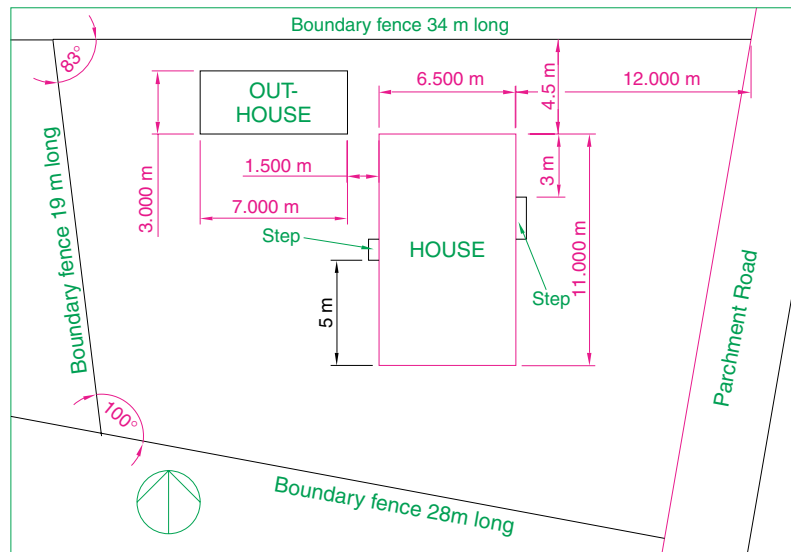 Boundary fence 34 m long
83°
OUT-
HOUSE
6.500 m
4.5 m
12.000 m
3.000 m
1.500 m
7.000 m
3 m
Boundary fence 19 m long
Step
HOUSE
11.000 m
Step
5 m
Parchment Road
100°
Boundary fence 28m long